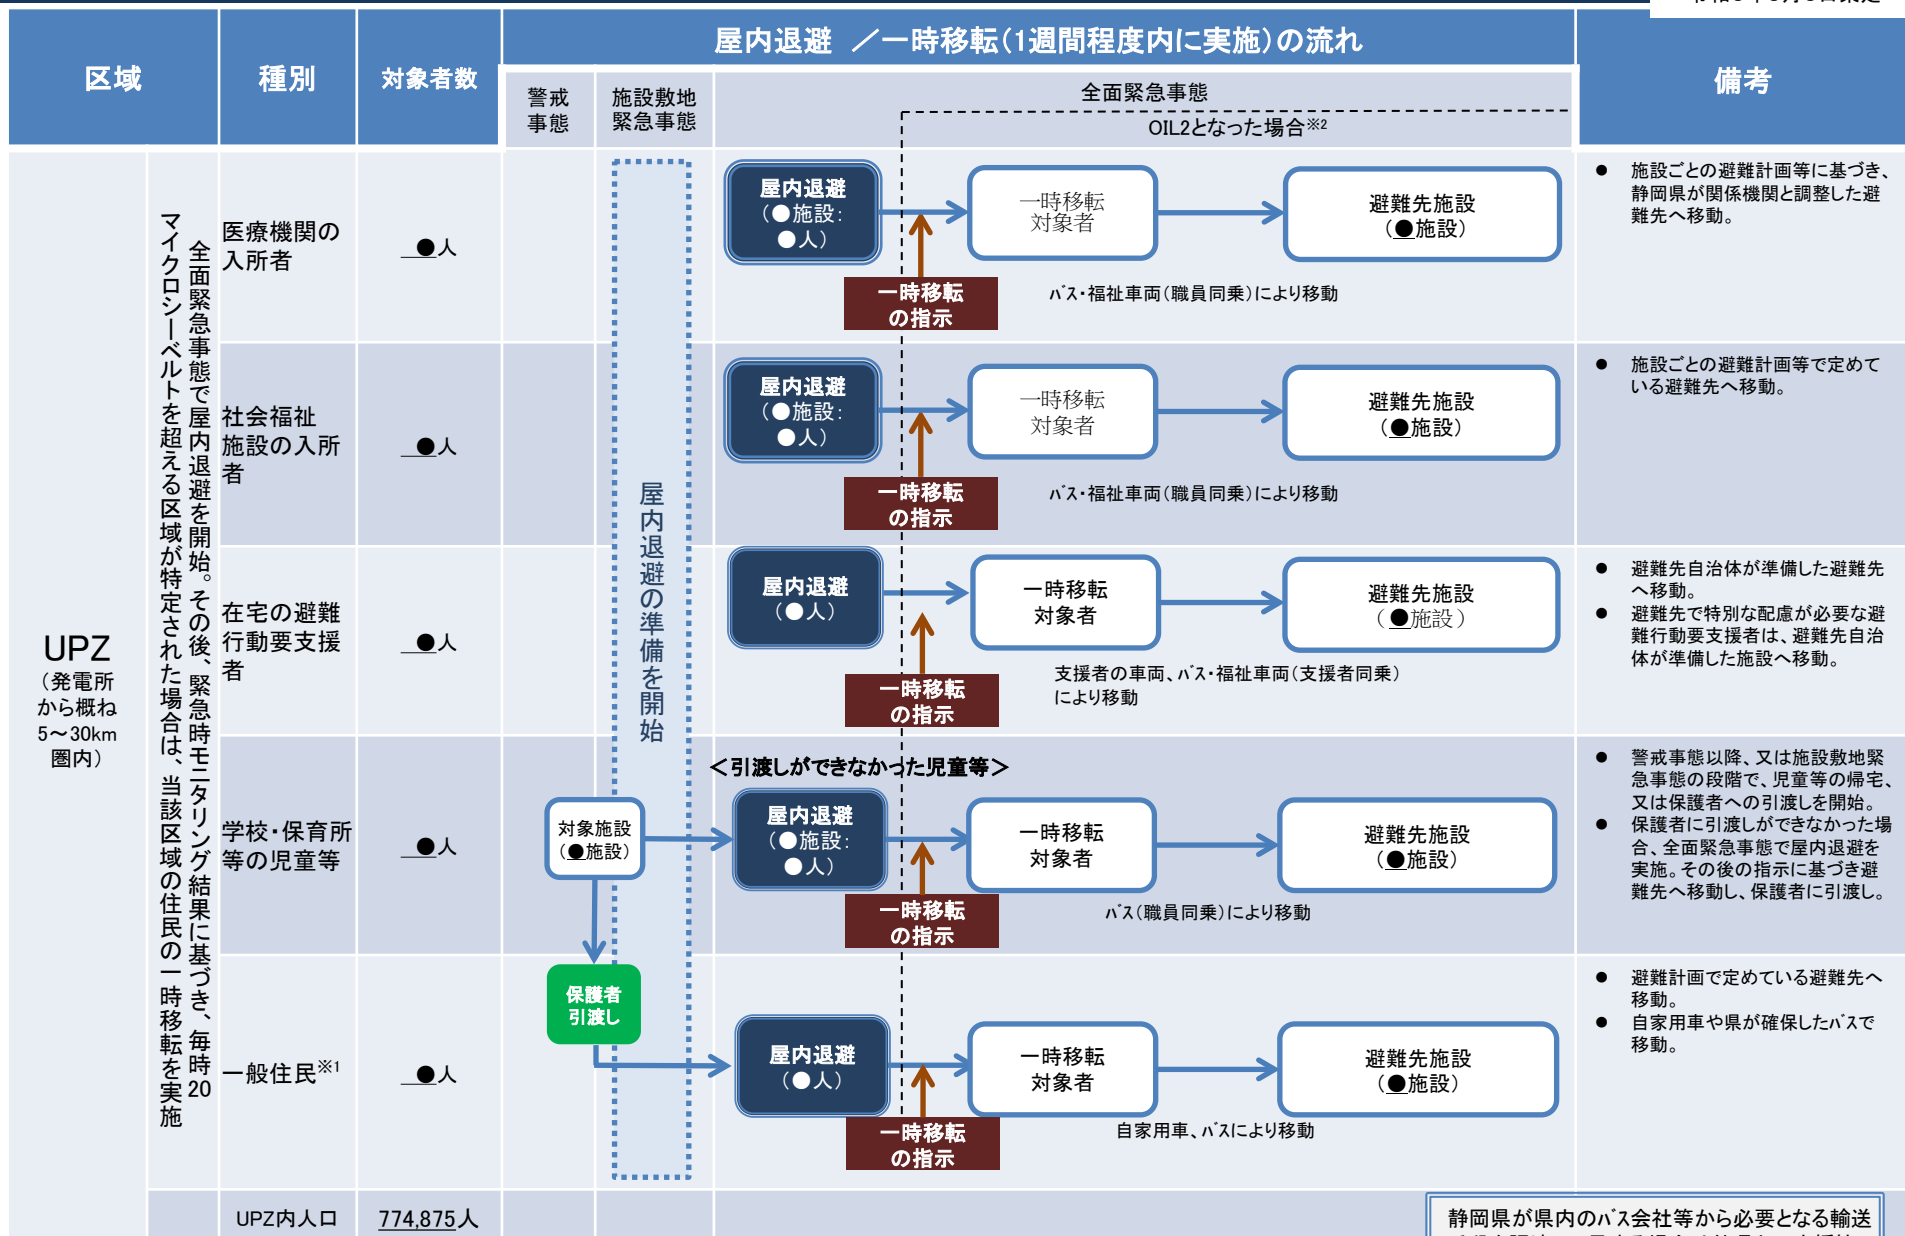 区域
種別
対象者数
屋内退避 ／一時移転(1週間程度内に実施)の流れ
備考
警戒
事態
施設敷地
緊急事態
全面緊急事態
OIL2となった場合※2
UPZ
(発電所
から概ね
5～30km
圏内)
全面緊急事態で屋内退避を開始。その後、緊急時モニタリング結果に基づき、毎時20
マイクロシーベルトを超える区域が特定された場合は、当該区域の住民の一時移転を実施
屋内退避の準備を開始
医療機関の
入所者
●人
屋内退避
(●施設:
●人)
一時移転
対象者
避難先施設
(●施設)
一時移転
の指示
ﾊﾞｽ・福祉車両(職員同乗)により移動
● 施設ごとの避難計画等に基づき、
静岡県が関係機関と調整した避
難先へ移動。
社会福祉
施設の入所
者
●人
屋内退避
(●施設:
●人)
一時移転
対象者
避難先施設
(●施設)
一時移転
の指示
ﾊﾞｽ・福祉車両(職員同乗)により移動
● 施設ごとの避難計画等で定めて
いる避難先へ移動。
在宅の避難
行動要支援
者
●人
屋内退避
(●人)
一時移転
対象者
避難先施設
(●施設)
一時移転
の指示
支援者の車両、ﾊﾞｽ・福祉車両(支援者同乗)
により移動
● 避難先自治体が準備した避難先
へ移動。
● 避難先で特別な配慮が必要な避
難行動要支援者は、避難先自治
体が準備した施設へ移動。
学校・保育所
等の児童等
●人
対象施設
(●施設)
＜引渡しができなかった児童等＞
屋内退避
(●施設:
●人)
一時移転
対象者
避難先施設
(●施設)
一時移転
の指示
ﾊﾞｽ(職員同乗)により移動
● 警戒事態以降、又は施設敷地緊
急事態の段階で、児童等の帰宅、
又は保護者への引渡しを開始。
● 保護者に引渡しができなかった場
合、全面緊急事態で屋内退避を
実施。その後の指示に基づき避
難先へ移動し、保護者に引渡し。
一般住民※1
●人
保護者
引渡し
屋内退避
(●人)
一時移転
対象者
避難先施設
(●施設)
一時移転
の指示
自家用車、ﾊﾞｽにより移動
● 避難計画で定めている避難先へ
移動。
● 自家用車や県が確保したﾊﾞｽで
移動。
UPZ内人口
774,875人
静岡県が県内のﾊﾞｽ会社等から必要となる輸送